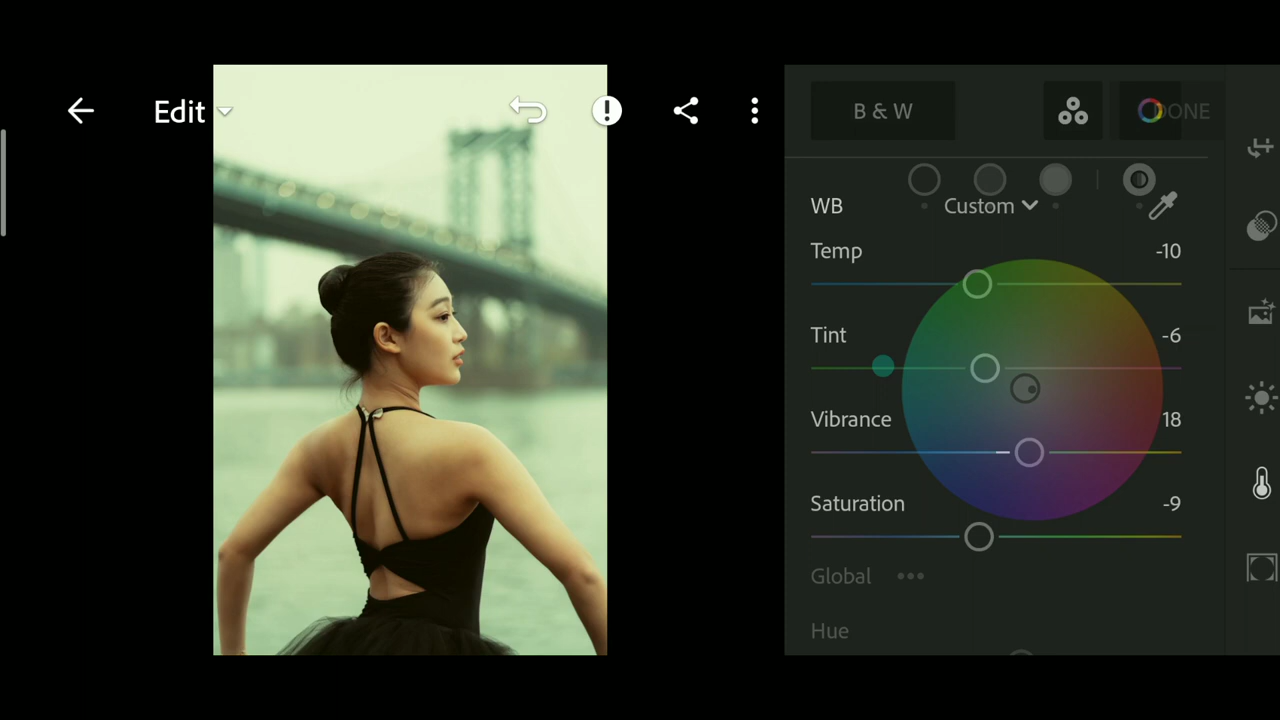 Edit
B & W
DONE
WB Custom
Temp -10
Tint -6
Vibrance 18
Saturation -9
Global
Hue